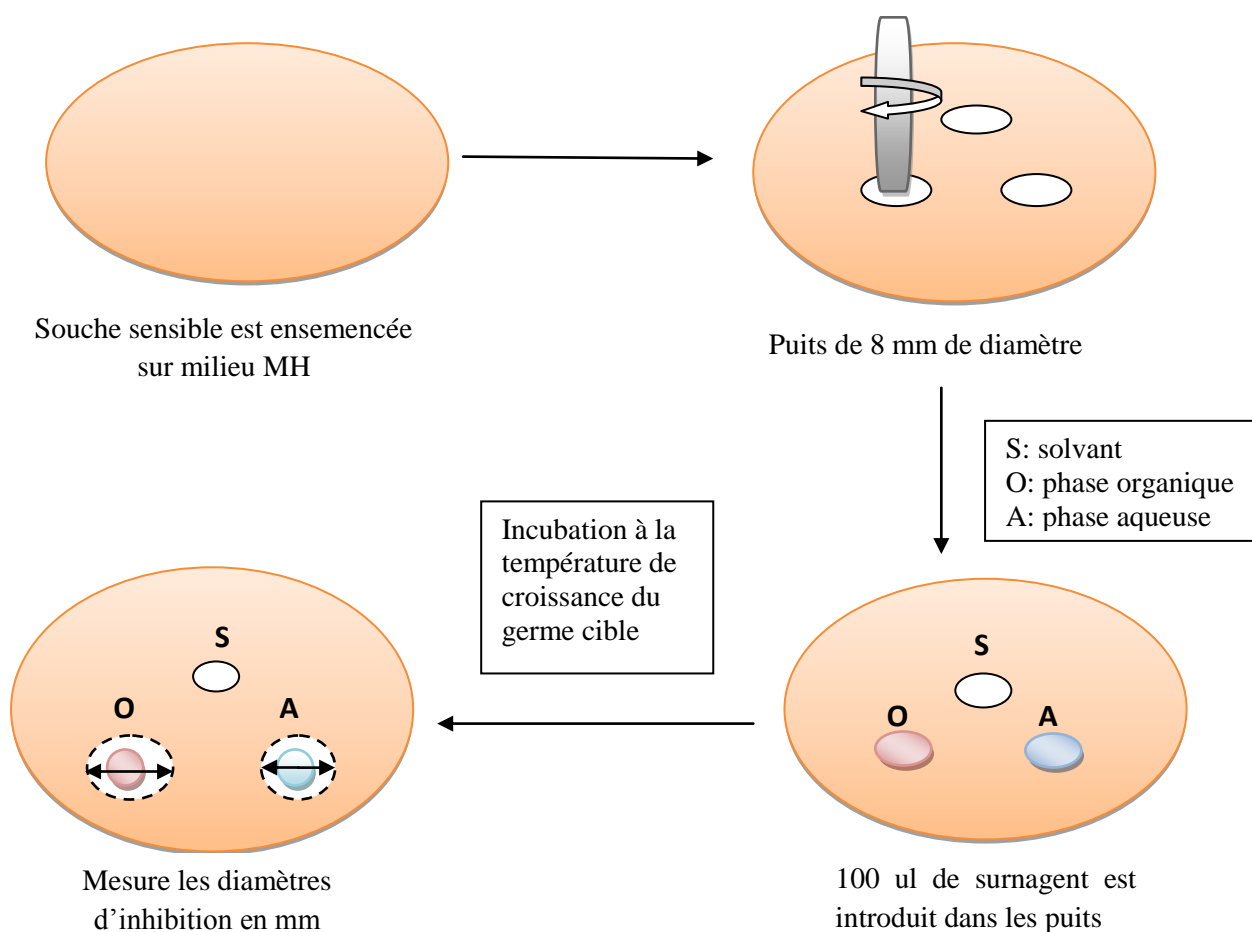 Souche sensible est ensemencée
sur milieu MH
Puits de 8 mm de diamètre
S: solvant
O: phase organique
A: phase aqueuse
S
O
A
100 ul de surnagent est
introduit dans les puits
Incubation à la
température de
croissance du
germe cible
S
O
A
Mesure les diamètres
d’inhibition en mm